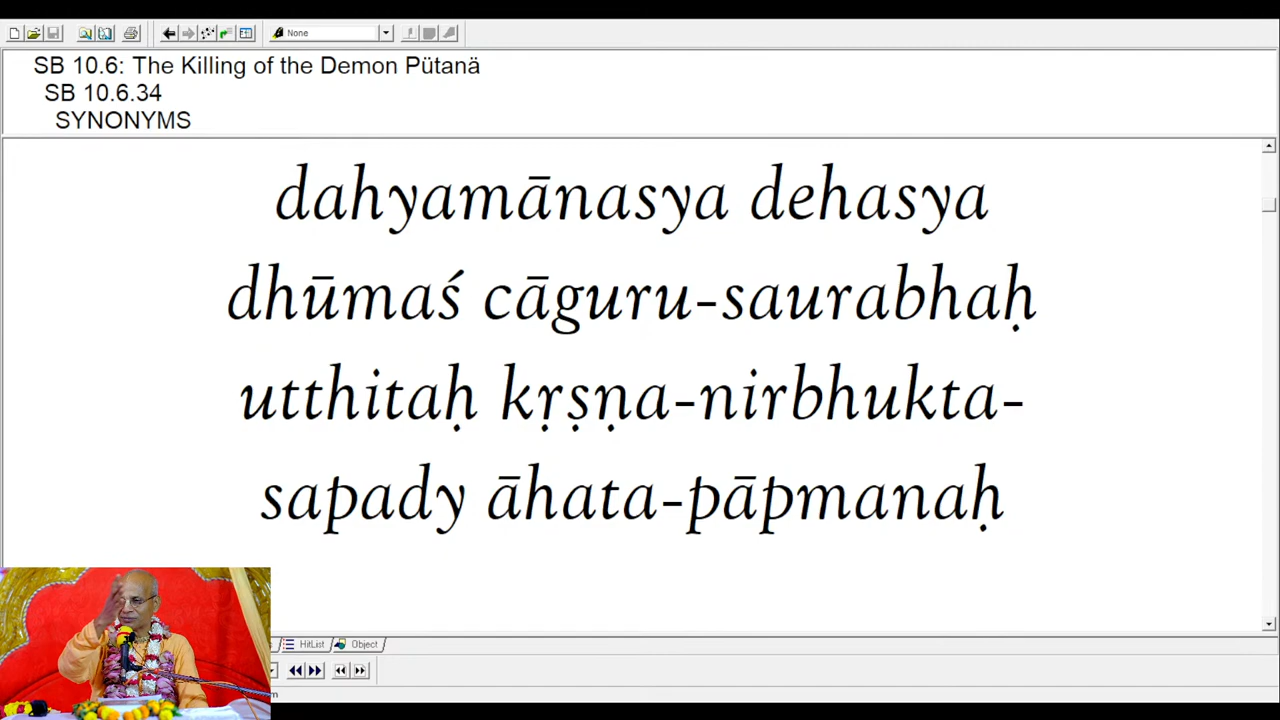 None
SB 10.6: The Killing of the Demon Pütanä
SB 10.6.34
SYNONYMS
dahyamānasya dehasya
dhūmaś cāguru-saurabhaḥ
utthitaḥ kṛṣṇa-nirbhukta-
sapady āhata-pāpmanaḥ
HitList
Object